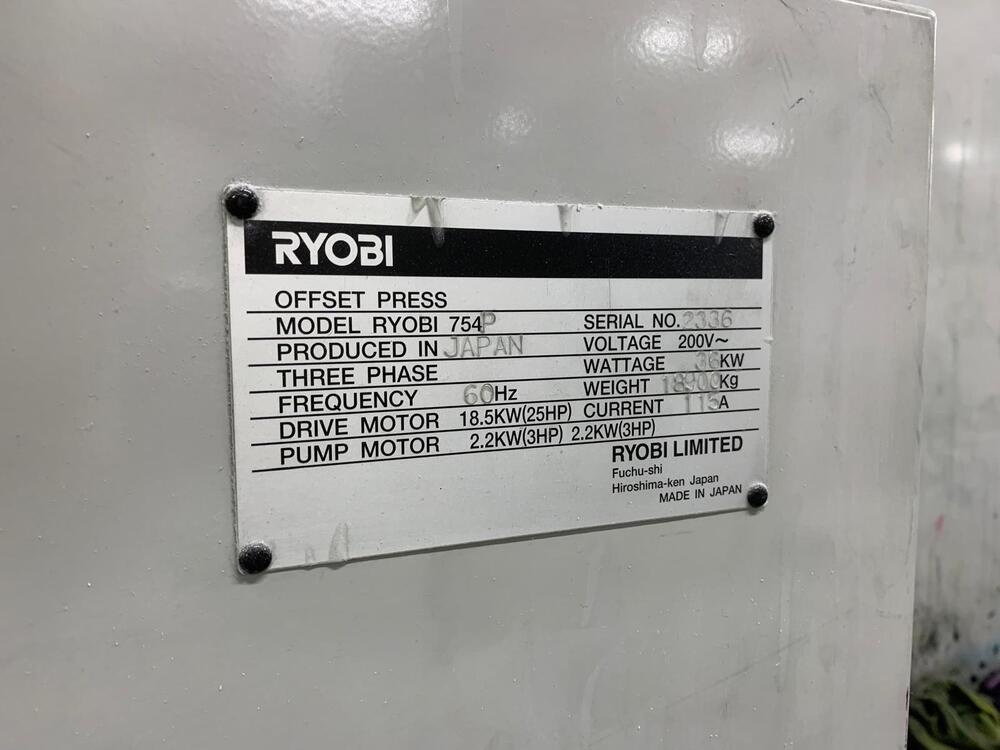 RYOBI
OFFSET PRESS
MODEL RYOBI 754P SERIAL NO. 2336
PRODUCED IN JAPAN VOLTAGE 200V~
THREE PHASE WATTAGE 36KW
FREQUENCY 60Hz WEIGHT 18900Kg
DRIVE MOTOR 18.5KW(25HP) CURRENT 115A
PUMP MOTOR 2.2KW(3HP) 2.2KW(3HP)
RYOBI LIMITED
Fuchu-shi
Hiroshima-ken Japan
MADE IN JAPAN